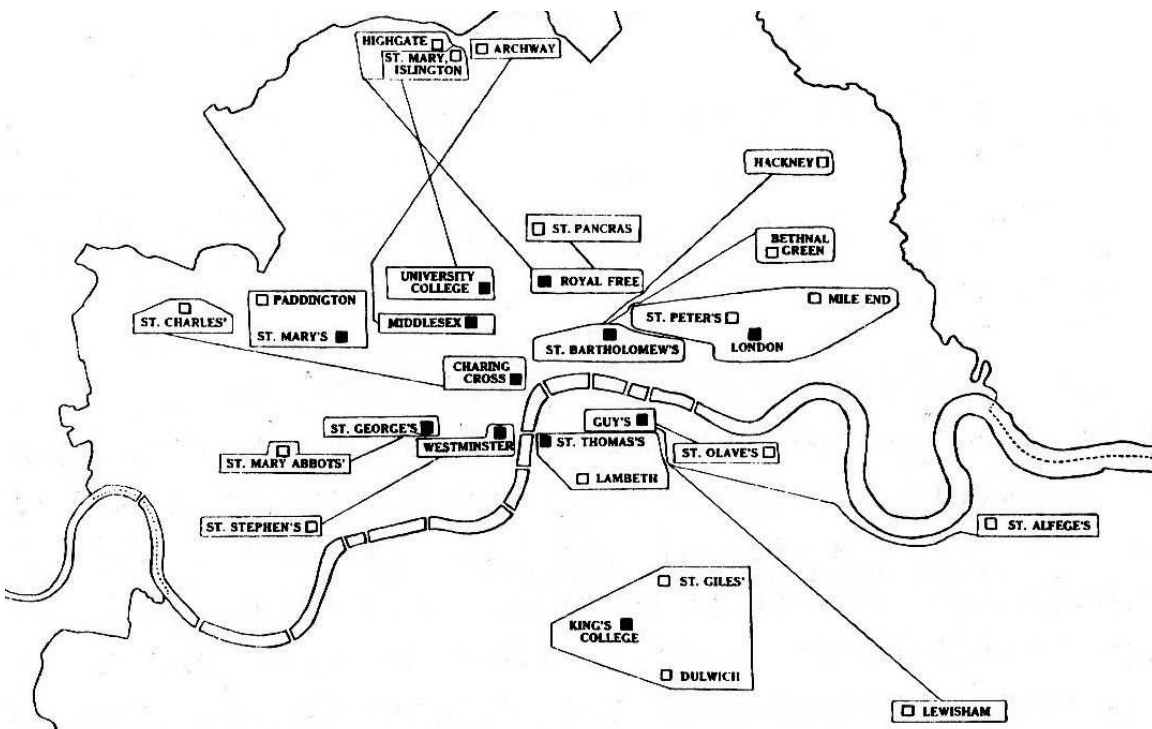 HIGHGATE
ST. MARY,
ISLINGTON
ARCHWAY
HACKNEY
ST. PANCRAS
BETHNAL
GREEN
UNIVERSITY
COLLEGE
ROYAL FREE
ST. CHARLES'
PADDINGTON
ST. MARY'S
MIDDLESEX
MILE END
ST. PETER'S
LONDON
ST. BARTHOLOMEW'S
CHARING
CROSS
ST. GEORGE'S
WESTMINSTER
GUY'S
ST. THOMAS'S
ST. MARY ABBOTS'
LAMBETH
ST. OLAVE'S
ST. STEPHEN'S
ST. ALFEGE'S
ST. GILES'
KING'S
COLLEGE
DULWICH
LEWISHAM